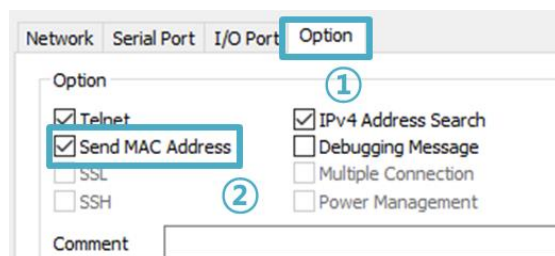 Network Serial Port I/O Port Option
①
Option
Telnet IPv4 Address Search
Send MAC Address Debugging Message
SSL Multiple Connection
②
SSH Power Management
Comment